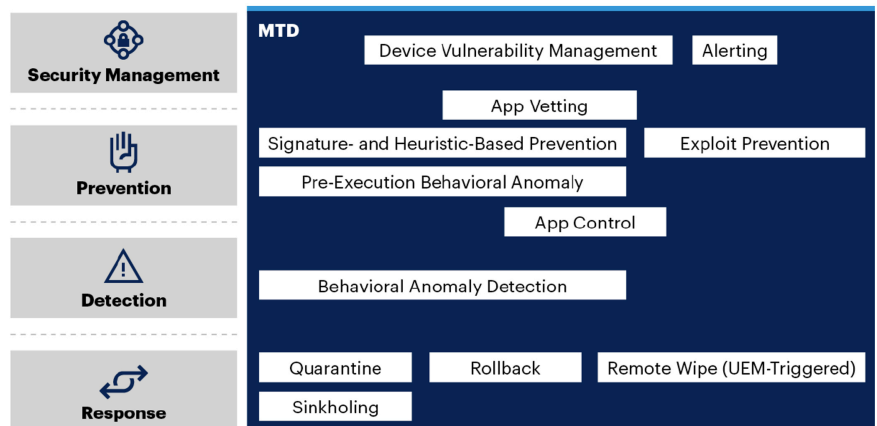 MTD
Security Management
Device Vulnerability Management
Alerting
App Vetting
Prevention
Signature- and Heuristic-Based Prevention
Exploit Prevention
Pre-Execution Behavioral Anomaly
App Control
Detection
Behavioral Anomaly Detection
Response
Quarantine
Rollback
Remote Wipe (UEM-Triggered)
Sinkholing